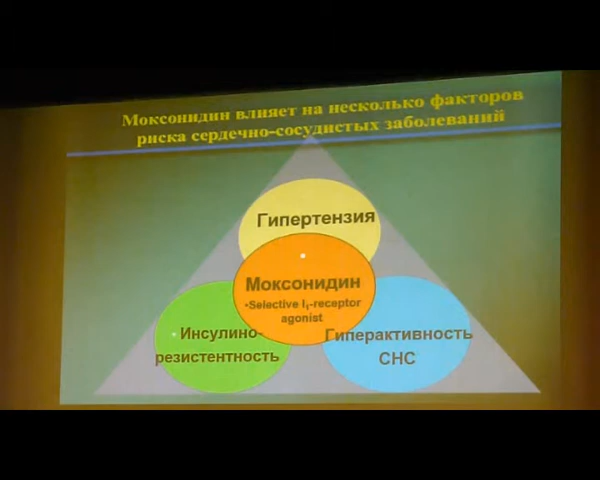 Моксонидин влияет на несколько факторов
риска сердечно-сосудистых заболеваний
Гипертензия
Моксонидин
•Selective I₁-receptor
agonist
Инсулино-
резистентность
Гиперактивность
СНС